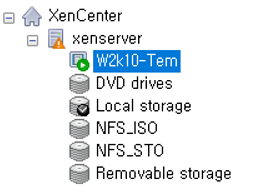 XenCenter
xenserver
W2k10-Tem
DVD drives
Local storage
NFS_ISO
NFS_STO
Removable storage